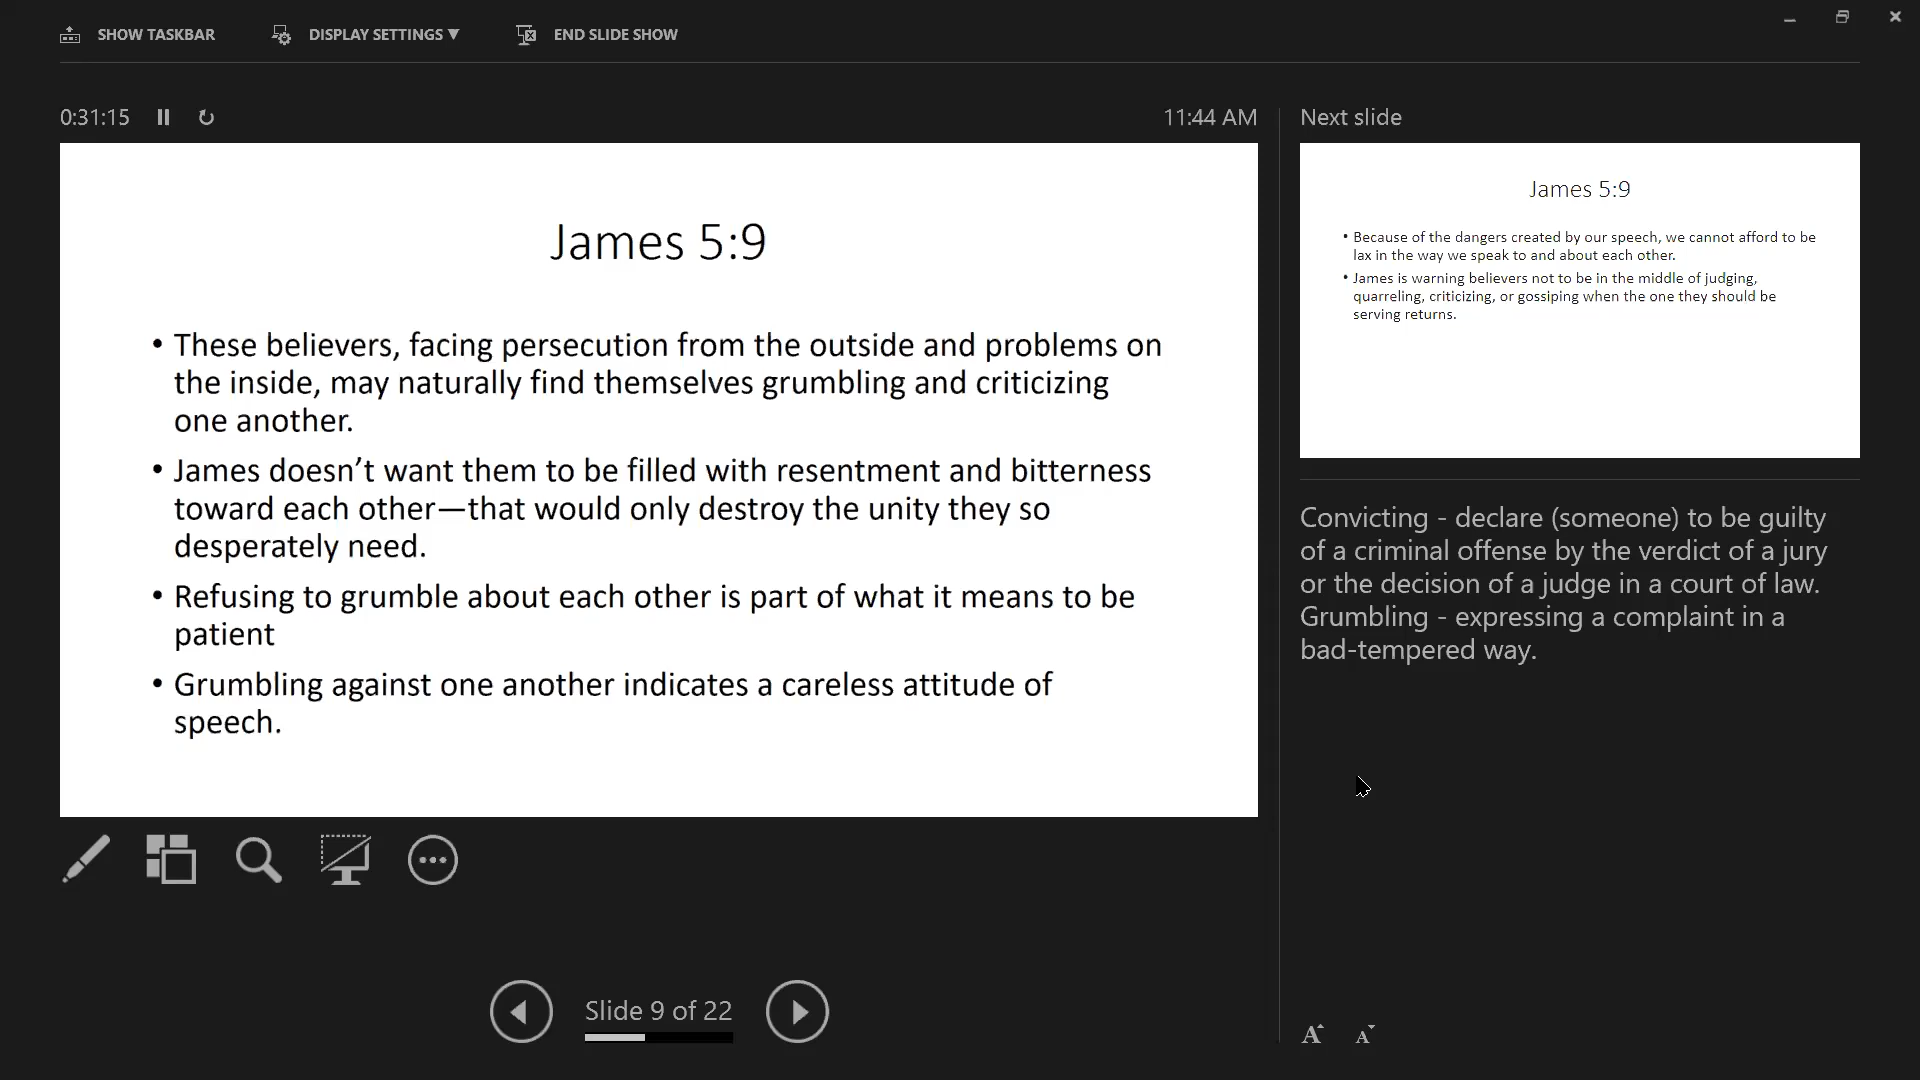 SHOW TASKBAR
DISPLAY SETTINGS ▼
END SLIDE SHOW
0:31:15
11:44 AM
James 5:9
• These believers, facing persecution from the outside and problems on
the inside, may naturally find themselves grumbling and criticizing
one another.
• James doesn’t want them to be filled with resentment and bitterness
toward each other—that would only destroy the unity they so
desperately need.
• Refusing to grumble about each other is part of what it means to be
patient
• Grumbling against one another indicates a careless attitude of
speech.
Slide 9 of 22
Next slide
James 5:9
• Because of the dangers created by our speech, we cannot afford to be
lax in the way we speak to and about each other.
• James is warning believers not to be in the middle of judging,
quarreling, criticizing, or gossiping when the one they should be
serving returns.
Convicting - declare (someone) to be guilty
of a criminal offense by the verdict of a jury
or the decision of a judge in a court of law.
Grumbling - expressing a complaint in a
bad-tempered way.
A A